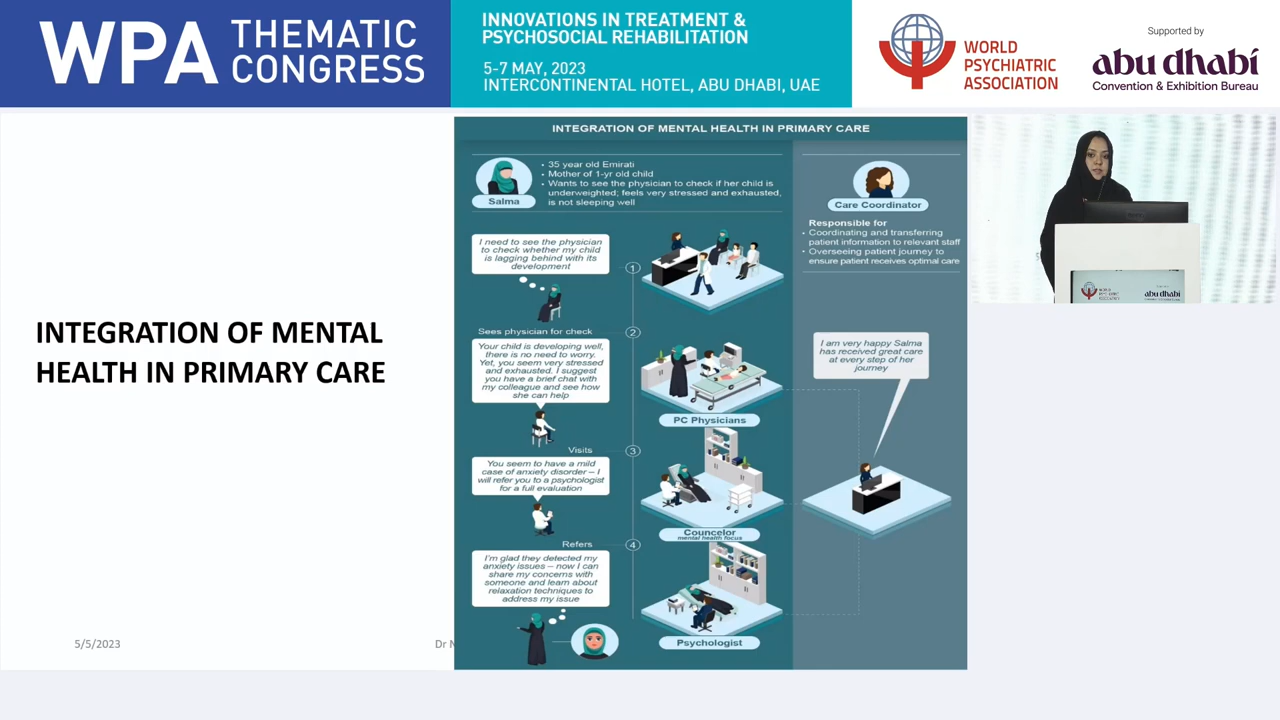 WPA THEMATIC
CONGRESS
INNOVATIONS IN TREATMENT &
PSYCHOSOCIAL REHABILITATION
5-7 MAY, 2023
INTERCONTINENTAL HOTEL, ABU DHABI, UAE
WORLD
PSYCHIATRIC
ASSOCIATION
Supported by
abu dhabi
Convention & Exhibition Bureau
INTEGRATION OF MENTAL
HEALTH IN PRIMARY CARE
5/5/2023
Dr
INTEGRATION OF MENTAL HEALTH IN PRIMARY CARE
Salma
• 35 year old Emirati
• Mother of 1-yr old child
• Wants to see the physician to check if her child is
underweighted; feels very stressed and exhausted,
is not sleeping well
Care Coordinator
Responsible for
• Coordinating and transferring
patient information to relevant staff
• Overseeing patient journey to
ensure patient receives optimal care
I need to see the physician
to check whether my child
is lagging behind with its
development
1
Sees physician for check
2
Your child is developing well,
there is no need to worry.
Yet, you seem very stressed
and exhausted. I suggest
you have a brief chat with
my colleague and see how
she can help
PC Physicians
I am very happy Salma
has received great care
at every step of her
journey
Visits
3
You seem to have a mild
case of anxiety disorder – I
will refer you to a psychologist
for a full evaluation
Councelor
mental health focus
Refers
4
I'm glad they detected my
anxiety issues – now I can
share my concerns with
someone and learn about
relaxation techniques to
address my issue
Psychologist
abu dhabi